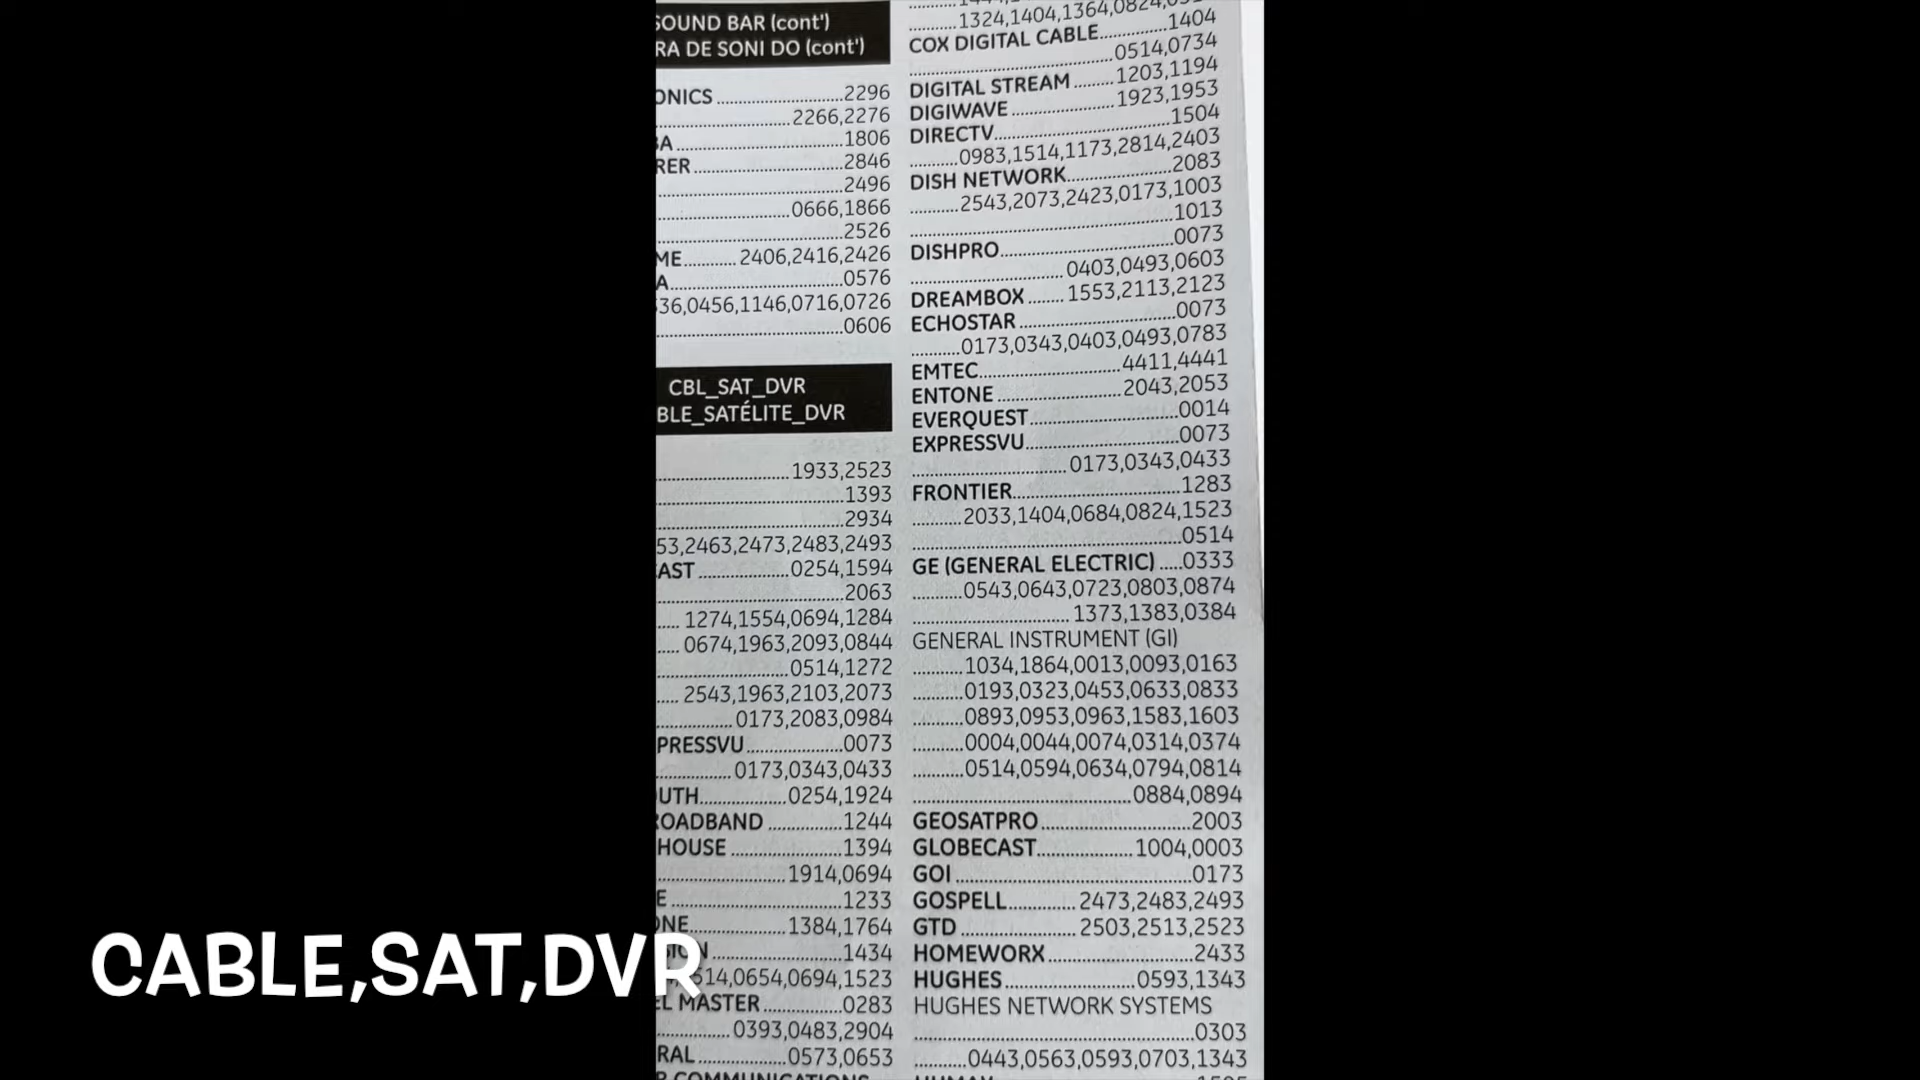 SOUND BAR (cont')
RA DE SONI DO (cont')
ONICS 2296
2266,2276
BA 1806
RER 2846
2496
0666,1866
2526
ME 2406,2416,2426
A 0576
36,0456,1146,0716,0726
0606
CBL_SAT_DVR
BLE_SATÉLITE_DVR
1933,2523
1393
2934
53,2463,2473,2483,2493
AST 0254,1594
2063
1274,1554,0694,1284
0674,1963,2093,0844
0514,1272
2543,1963,2103,2073
0173,2083,0984
PRESSVU 0073
0173,0343,0433
UTH 0254,1924
ROADBAND 1244
HOUSE 1394
1914,0694
E 1233
ONE 1384,1764
SION 1434
514,0654,0694,1523
EL MASTER 0283
0393,0483,2904
RAL 0573,0653
R COMMUNICATIONS
1324,1404,1364,0824
COX DIGITAL CABLE 1404
0514,0734
DIGITAL STREAM 1203,1194
DIGIWAVE 1923,1953
DIRECTV 1504
0983,1514,1173,2814,2403
DISH NETWORK 2083
2543,2073,2423,0173,1003
1013
DISHPRO 0073
0403,0493,0603
DREAMBOX 1553,2113,2123
ECHOSTAR 0073
0173,0343,0403,0493,0783
EMTEC 4411,4441
ENTONE 2043,2053
EVERQUEST 0014
EXPRESSVU 0073
0173,0343,0433
FRONTIER 1283
2033,1404,0684,0824,1523
0514
GE (GENERAL ELECTRIC) 0333
0543,0643,0723,0803,0874
1373,1383,0384
GENERAL INSTRUMENT (GI)
1034,1864,0013,0093,0163
0193,0323,0453,0633,0833
0893,0953,0963,1583,1603
0004,0044,0074,0314,0374
0514,0594,0634,0794,0814
0884,0894
GEOSATPRO 2003
GLOBECAST 1004,0003
GOI 0173
GOSPELL 2473,2483,2493
GTD 2503,2513,2523
HOMEWORX 2433
HUGHES 0593,1343
HUGHES NETWORK SYSTEMS
0303
0443,0563,0593,0703,1343
HUMAX
CABLE,SAT,DVR